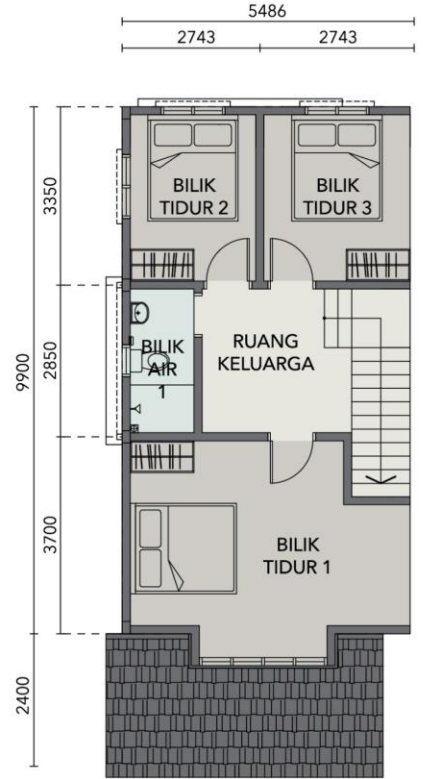 5486
2743
2743
3350
2850
9900
3700
2400
BILIK
TIDUR 2
BILIK
TIDUR 3
BILIK
AIR
1
RUANG
KELUARGA
BILIK
TIDUR 1